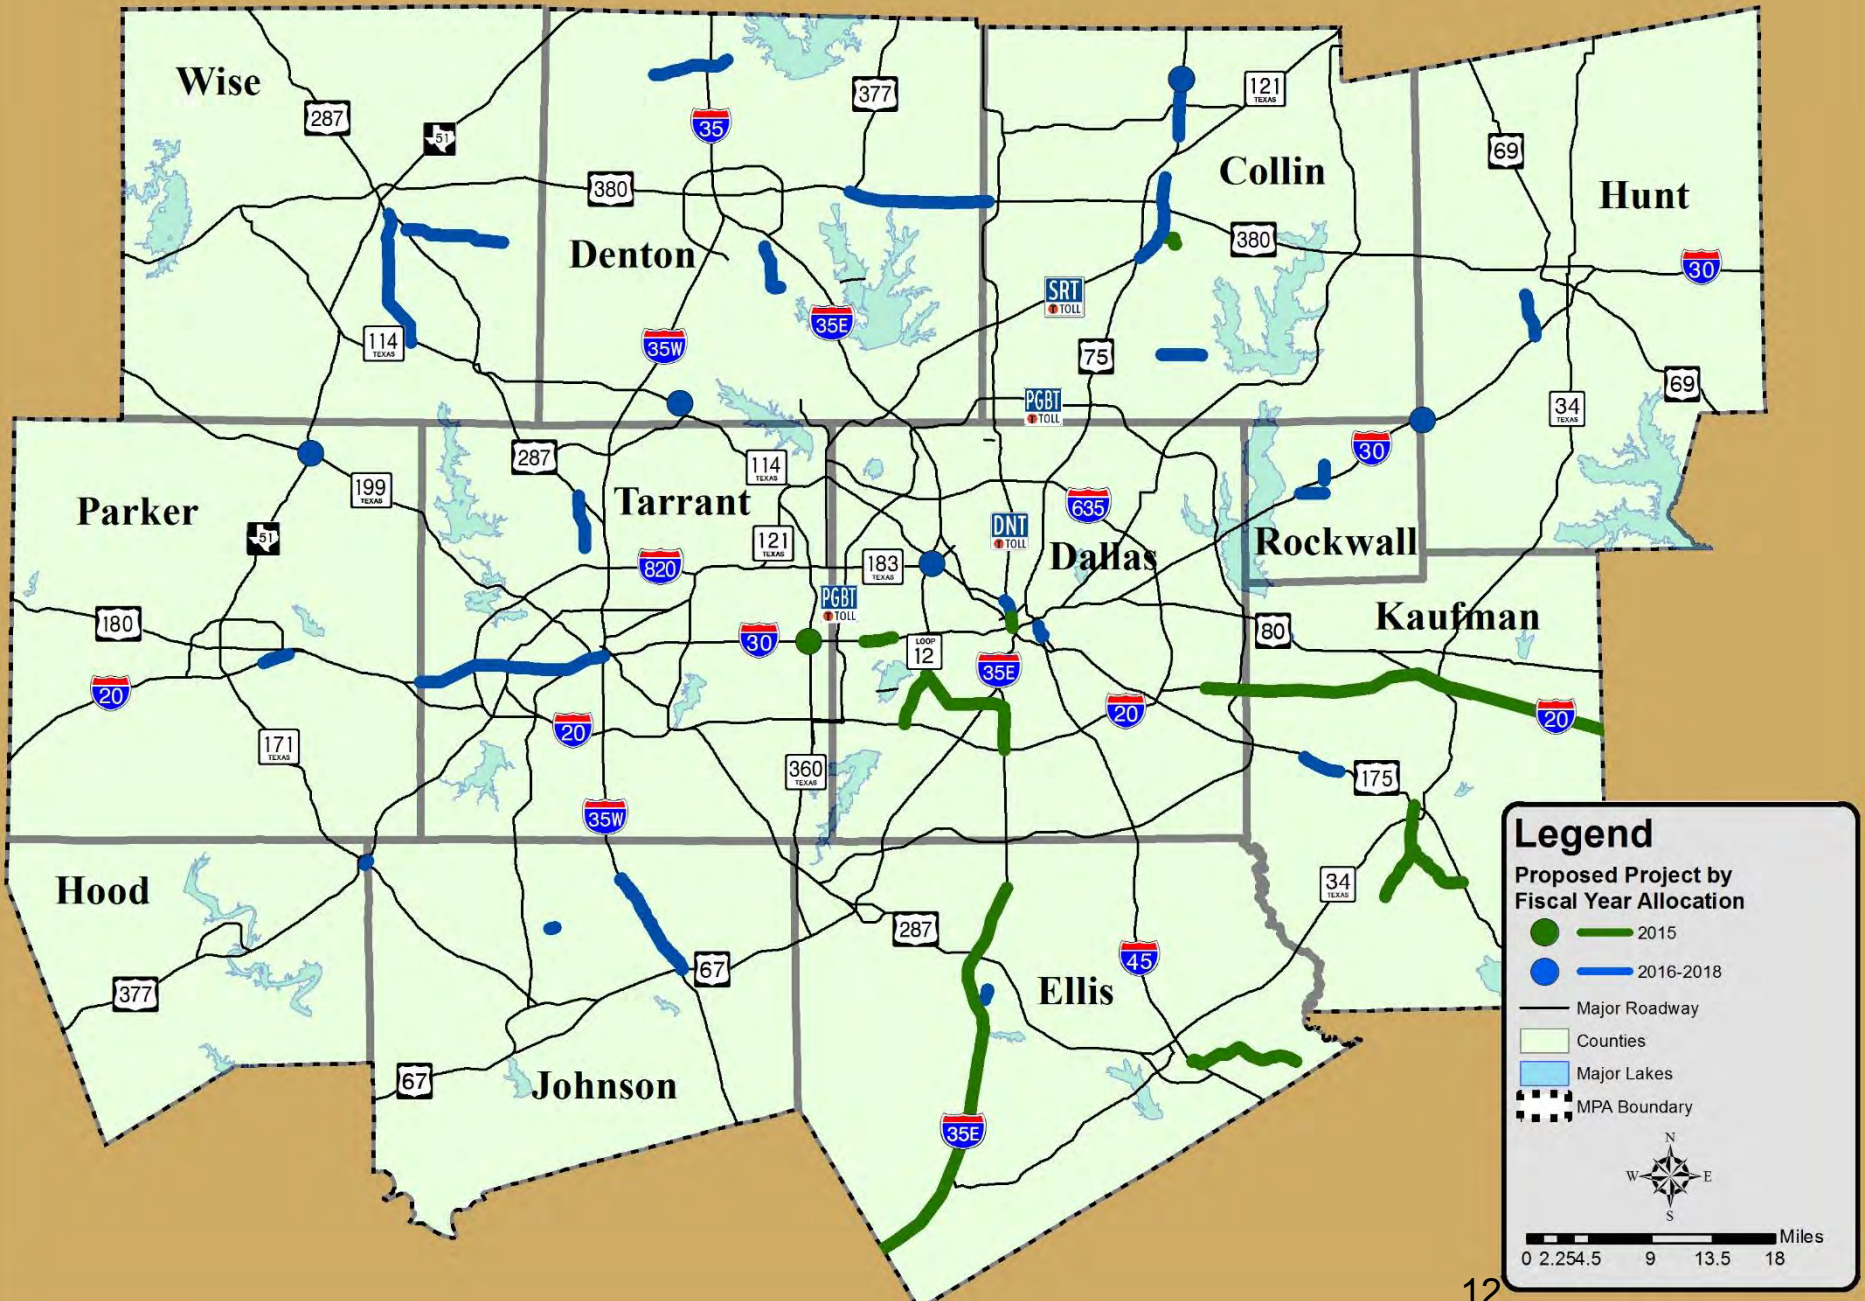 Wise
287
51
35
377
121
TEXAS
69
Collin
Hunt
380
Denton
380
30
SRT
T TOLL
35E
114
TEXAS
35W
75
69
PGBT
T TOLL
34
TEXAS
287
114
TEXAS
30
199
TEXAS
Parker
Tarrant
635
51
121
TEXAS
DNT
T TOLL
Dallas
Rockwall
820
183
TEXAS
PGBT
T TOLL
Kaufman
180
80
30
LOOP
12
35E
20
20
20
20
171
TEXAS
360
TEXAS
175
35W
Hood
34
TEXAS
287
67
45
377
Ellis
67
Johnson
35E
Legend
Proposed Project by
Fiscal Year Allocation
2015
2016-2018
Major Roadway
Counties
Major Lakes
MPA Boundary
N
W E
S
Miles
0 2.25 4.5 9 13.5 18
12